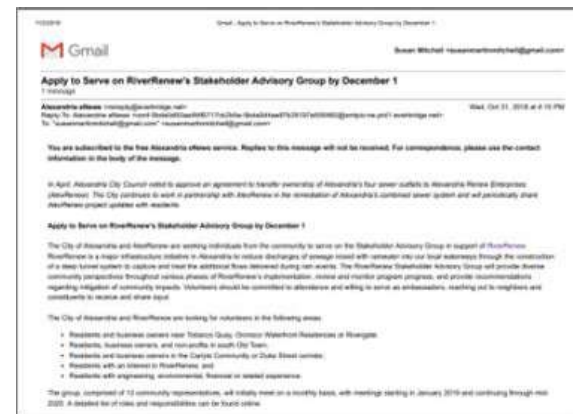 Gmail - Apply to Serve on RiverRenew's Stakeholder Advisory Group by December 1
Gmail
Susan Mitchell
Apply to Serve on RiverRenew's Stakeholder Advisory Group by December 1
1 message
Alexandria eNews
Wed, Oct 31, 2018 at 4:15 PM
Reply-To: Alexandria eNews
You are subscribed to the free Alexandria eNews service. Replies to this message will not be received. For correspondence, please use the contact
information in the body of the message.
In April, Alexandria City Council voted to approve an agreement to transfer ownership of Alexandria's four sewer outfalls to Alexandria Renew Enterprises
(AlexRenew). The City continues to work in partnership with AlexRenew in the remediation of Alexandria's combined sewer system and will periodically share
AlexRenew project updates with residents.
Apply to Serve on RiverRenew's Stakeholder Advisory Group by December 1
The City of Alexandria and AlexRenew are seeking individuals from the community to serve on the Stakeholder Advisory Group in support of RiverRenew.
RiverRenew is a major infrastructure initiative in Alexandria to reduce discharges of sewage mixed with rainwater into our local waterways through the construction
of a deep tunnel system to capture and treat the additional flows delivered during rain events. The RiverRenew Stakeholder Advisory Group will provide diverse
community perspectives throughout various phases of RiverRenew's implementation, review and monitor program progress, and provide recommendations
regarding mitigation of community impacts. Volunteers should be committed to attendance and willing to serve as ambassadors, reaching out to neighbors and
constituents to receive and share input.
The City of Alexandria and RiverRenew are looking for volunteers in the following areas:
• Residents and business owners near Tobacco Quay, Oronoco Waterfront Residences or Rivergate;
• Residents, business owners, and non-profits in south Old Town;
• Residents and business owners in the Carlyle Community or Duke Street corridor;
• Residents with an interest in RiverRenew; and
• Residents with engineering, environmental, financial or related experience.
The group, comprised of 13 community representatives, will initially meet on a monthly basis, with meetings starting in January 2019 and continuing through mid-
2020. A detailed list of roles and responsibilities can be found online.